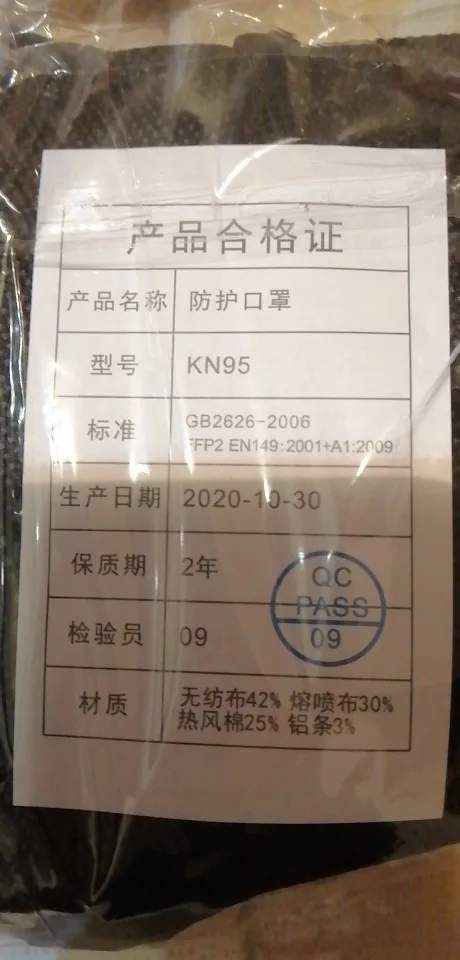 产品合格证
产品名称 防护口罩
型号 KN95
标准 GB2626-2006
FFP2 EN149:2001+A1:2009
生产日期 2020-10-30
保质期 2年
检验员 09
QC
PASS
09
材质 无纺布42% 熔喷布30%
热风棉25% 铝条3%